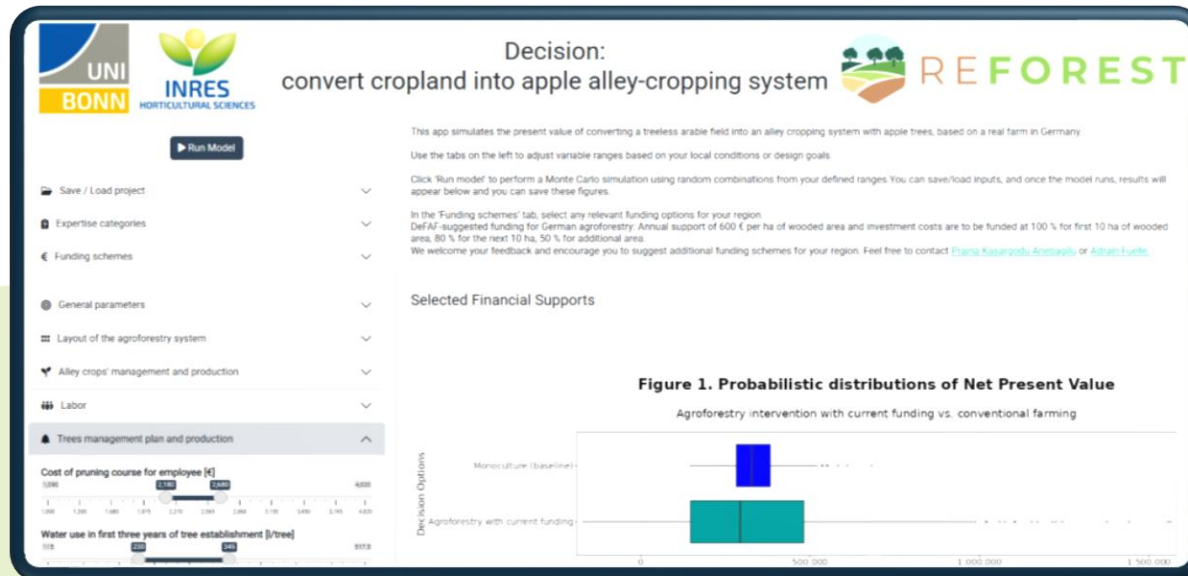 UNI
BONN
INRES
HORTICULTURAL SCIENCES
Decision:
convert cropland into apple alley-cropping system
REFOREST
Run Model
Save / Load project
Expertise categories
€ Funding schemes
General parameters
Layout of the agroforestry system
Alley crops' management and production
Labor
Trees management plan and production
Cost of pruning course for employee [€]
2,180 2,680
Water use in first three years of tree establishment [l/tree]
230 345
This app simulates the present value of converting a treeless arable field into an alley cropping system with apple trees, based on a real farm in Germany
Use the tabs on the left to adjust variable ranges based on your local conditions or design goals
Click 'Run model' to perform a Monte Carlo simulation using random combinations from your defined ranges. You can save/load inputs, and once the model runs, results will
appear below and you can save these figures.
In the 'Funding schemes' tab, select any relevant funding options for your region
DeFAF-suggested funding for German agroforestry: Annual support of 600 € per ha of wooded area and investment costs are to be funded at 100 % for first 10 ha of wooded
area, 80 % for the next 10 ha, 50 % for additional area.
We welcome your feedback and encourage you to suggest additional funding schemes for your region. Feel free to contact Prajna Kasargodu Anebagilu or Adrain Fuelle.
Selected Financial Supports
Figure 1. Probabilistic distributions of Net Present Value
Agroforestry intervention with current funding vs. conventional farming
Decision Options
Monoculture (baseline)
Agroforestry with current funding
0 500.000 1.000.000 1.500.000